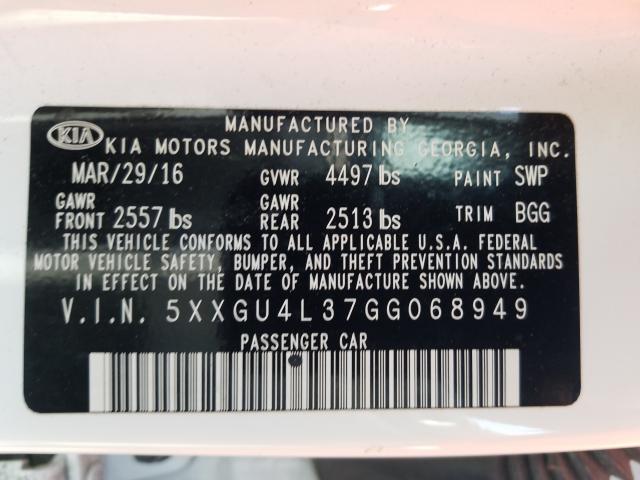 KIA
MANUFACTURED BY
KIA MOTORS MANUFACTURING GEORGIA, INC.
MAR/29/16 GVWR 4497 lbs PAINT SWP
GAWR FRONT 2557 lbs GAWR REAR 2513 lbs TRIM BGG
THIS VEHICLE CONFORMS TO ALL APPLICABLE U.S.A. FEDERAL
MOTOR VEHICLE SAFETY, BUMPER, AND THEFT PREVENTION STANDARDS
IN EFFECT ON THE DATE OF MANUFACTURE SHOWN ABOVE.
V.I.N. 5XXGU4L37GG068949
PASSENGER CAR